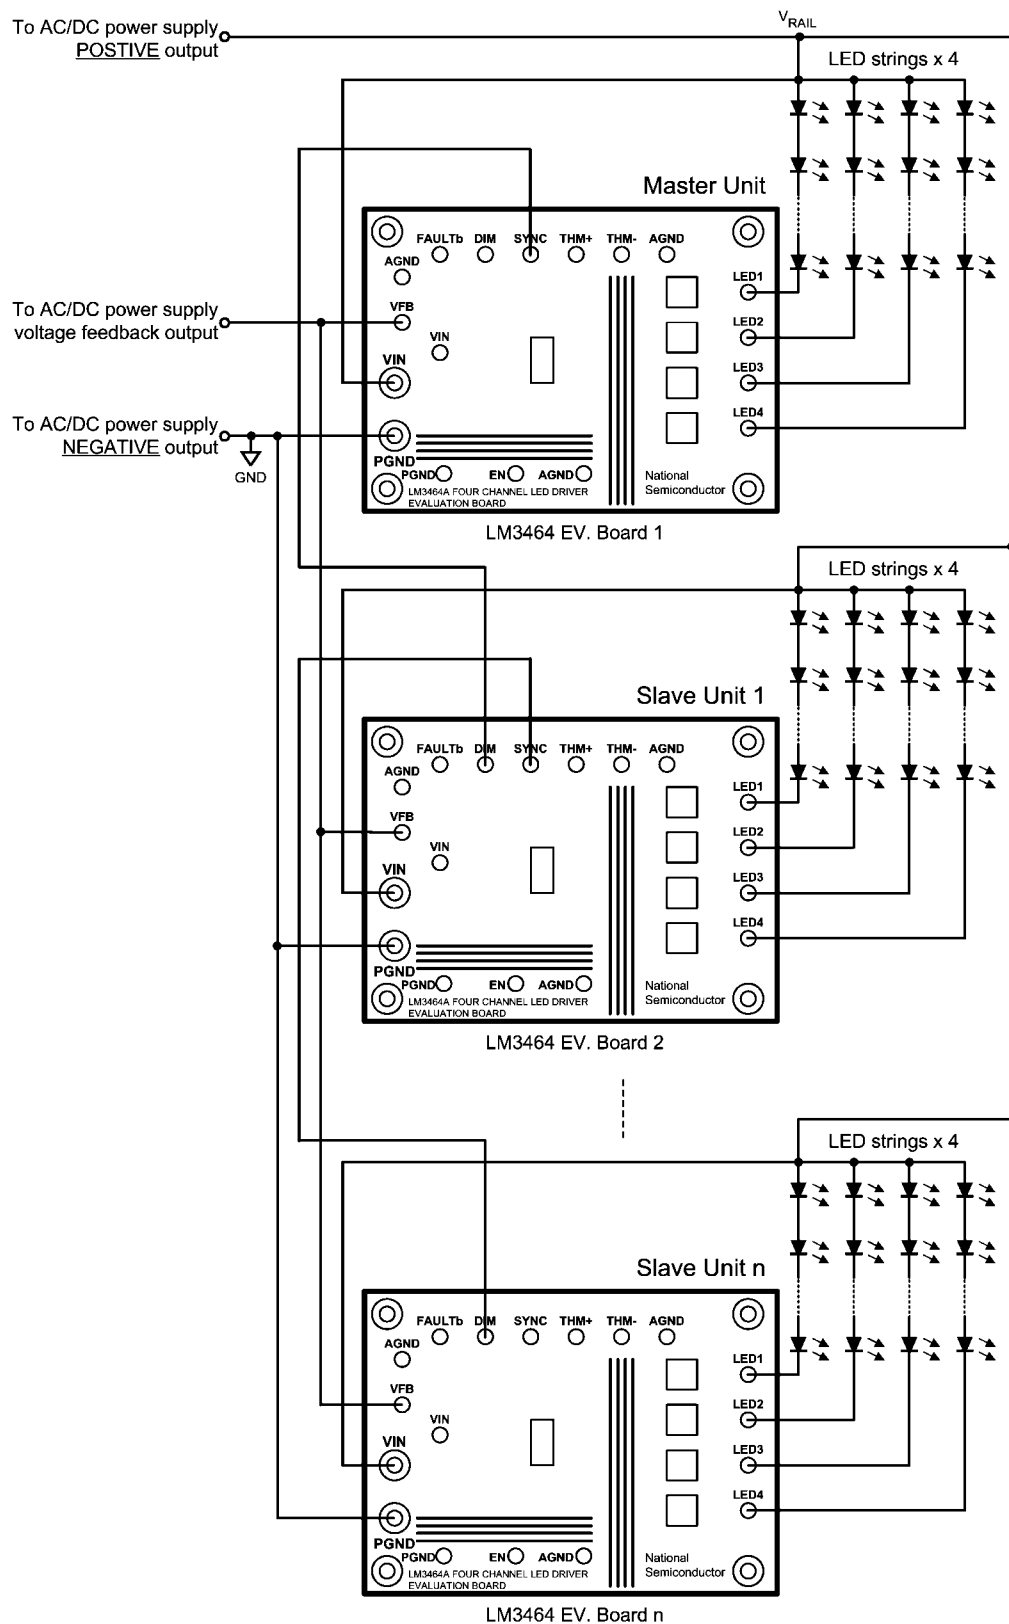 To AC/DC power supply
POSTIVE output
VRAIL
LED strings x 4
Master Unit
FAULTb DIM SYNC THM+ THM- AGND
AGND
LED1
To AC/DC power supply
voltage feedback output
VFB
LED2
VIN
VIN
LED3
To AC/DC power supply
NEGATIVE output
LED4
GND
PGND
PGND EN AGND
National
Semiconductor
LM3464A FOUR CHANNEL LED DRIVER
EVALUATION BOARD
LM3464 EV. Board 1
LED strings x 4
Slave Unit 1
FAULTb DIM SYNC THM+ THM- AGND
AGND
LED1
VFB
LED2
VIN
VIN
LED3
LED4
PGND
PGND EN AGND
National
Semiconductor
LM3464A FOUR CHANNEL LED DRIVER
EVALUATION BOARD
LM3464 EV. Board 2
LED strings x 4
Slave Unit n
FAULTb DIM SYNC THM+ THM- AGND
AGND
LED1
VFB
LED2
VIN
VIN
LED3
LED4
PGND
PGND EN AGND
National
Semiconductor
LM3464A FOUR CHANNEL LED DRIVER
EVALUATION BOARD
LM3464 EV. Board n